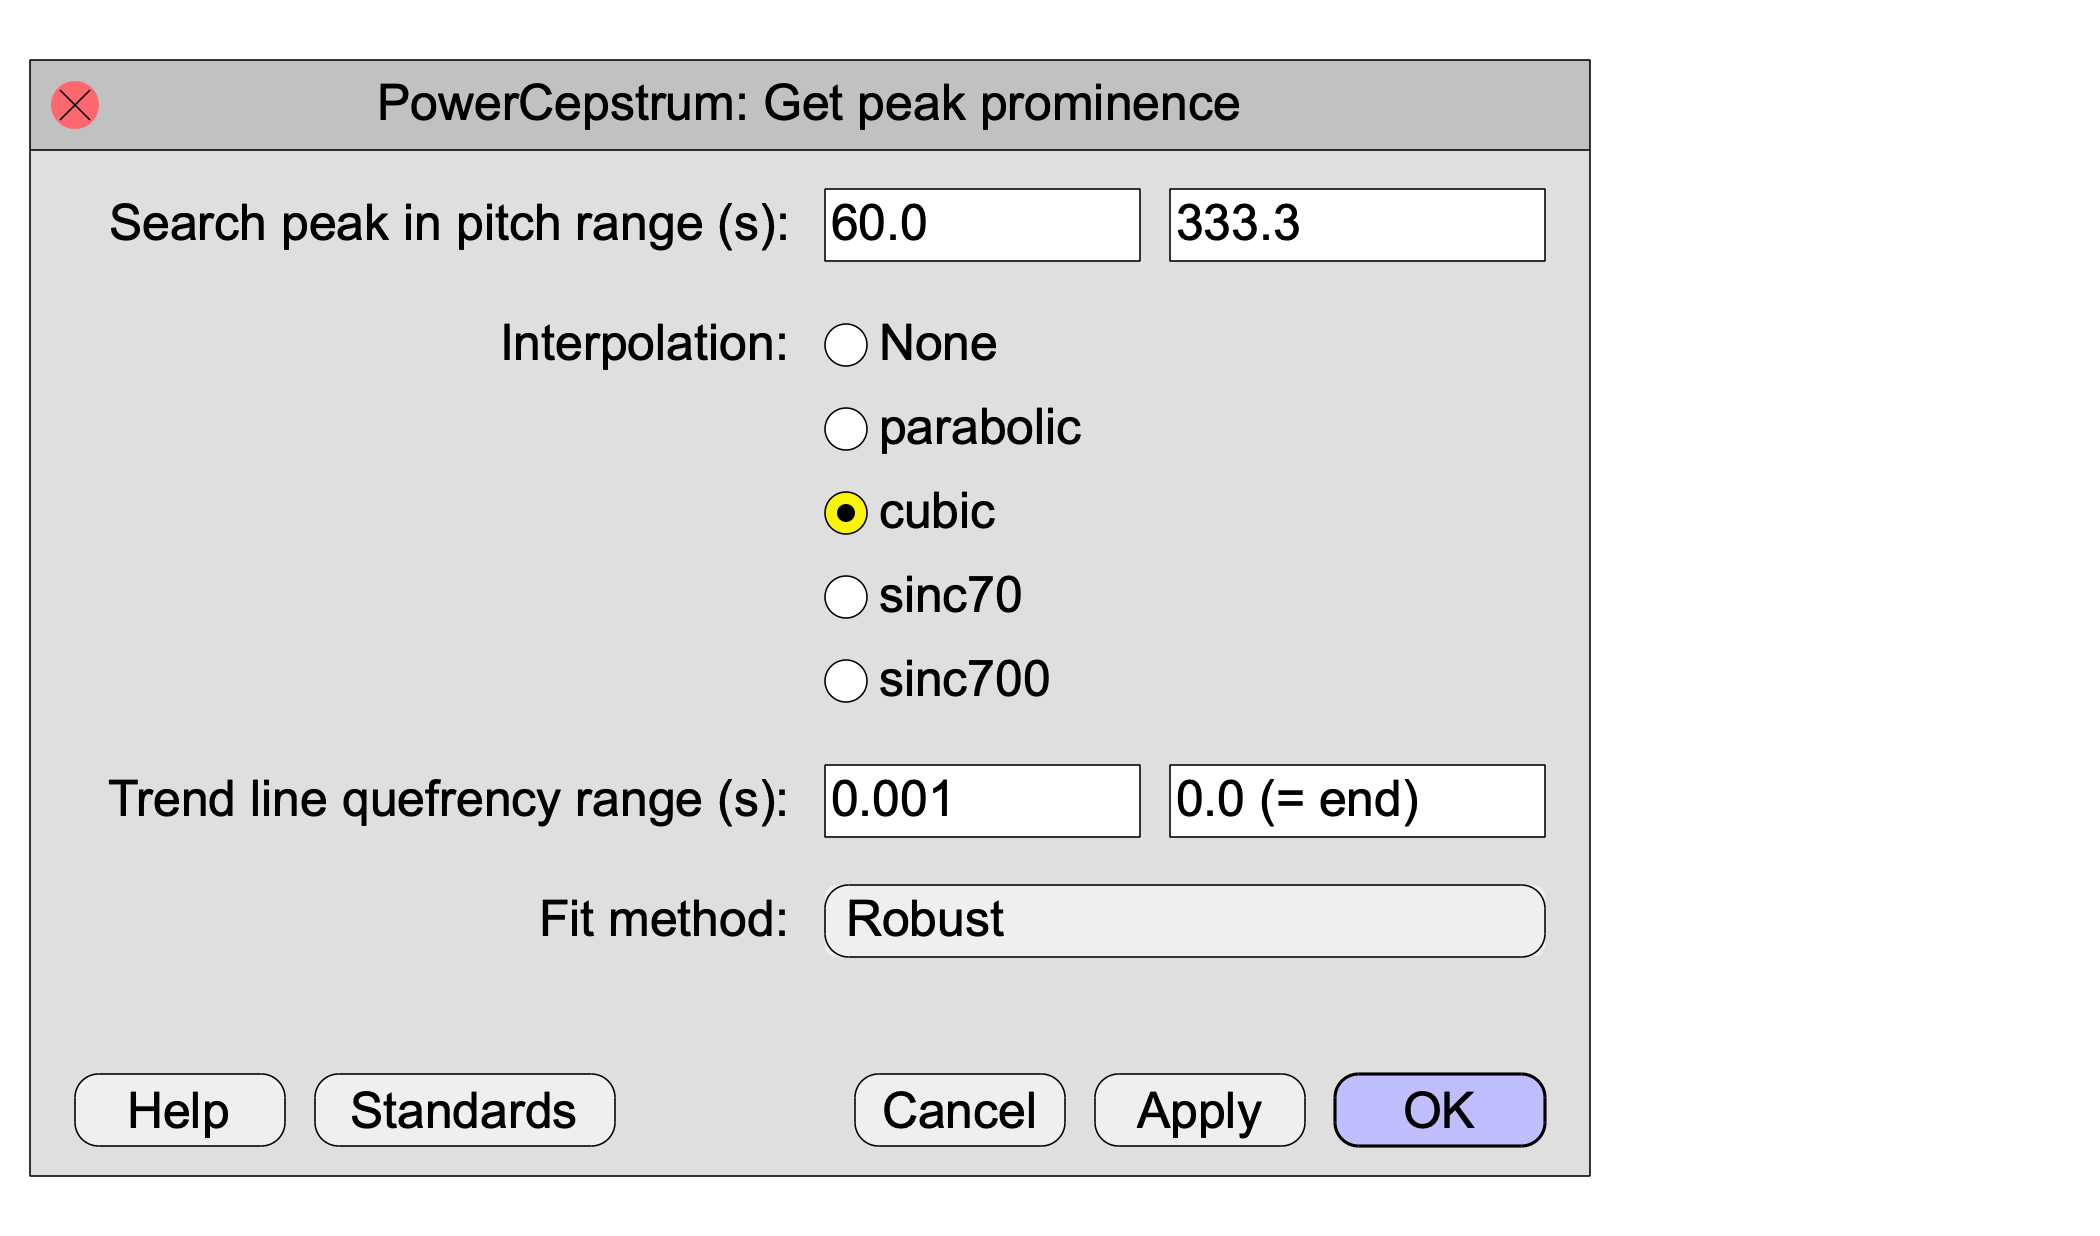 PowerCepstrum: Get peak prominence
Search peak in pitch range (s): 60.0 333.3
Interpolation: None
parabolic
cubic
sinc70
sinc700
Trend line quefrency range (s): 0.001 0.0 (= end)
Fit method: Robust
Help Standards Cancel Apply OK